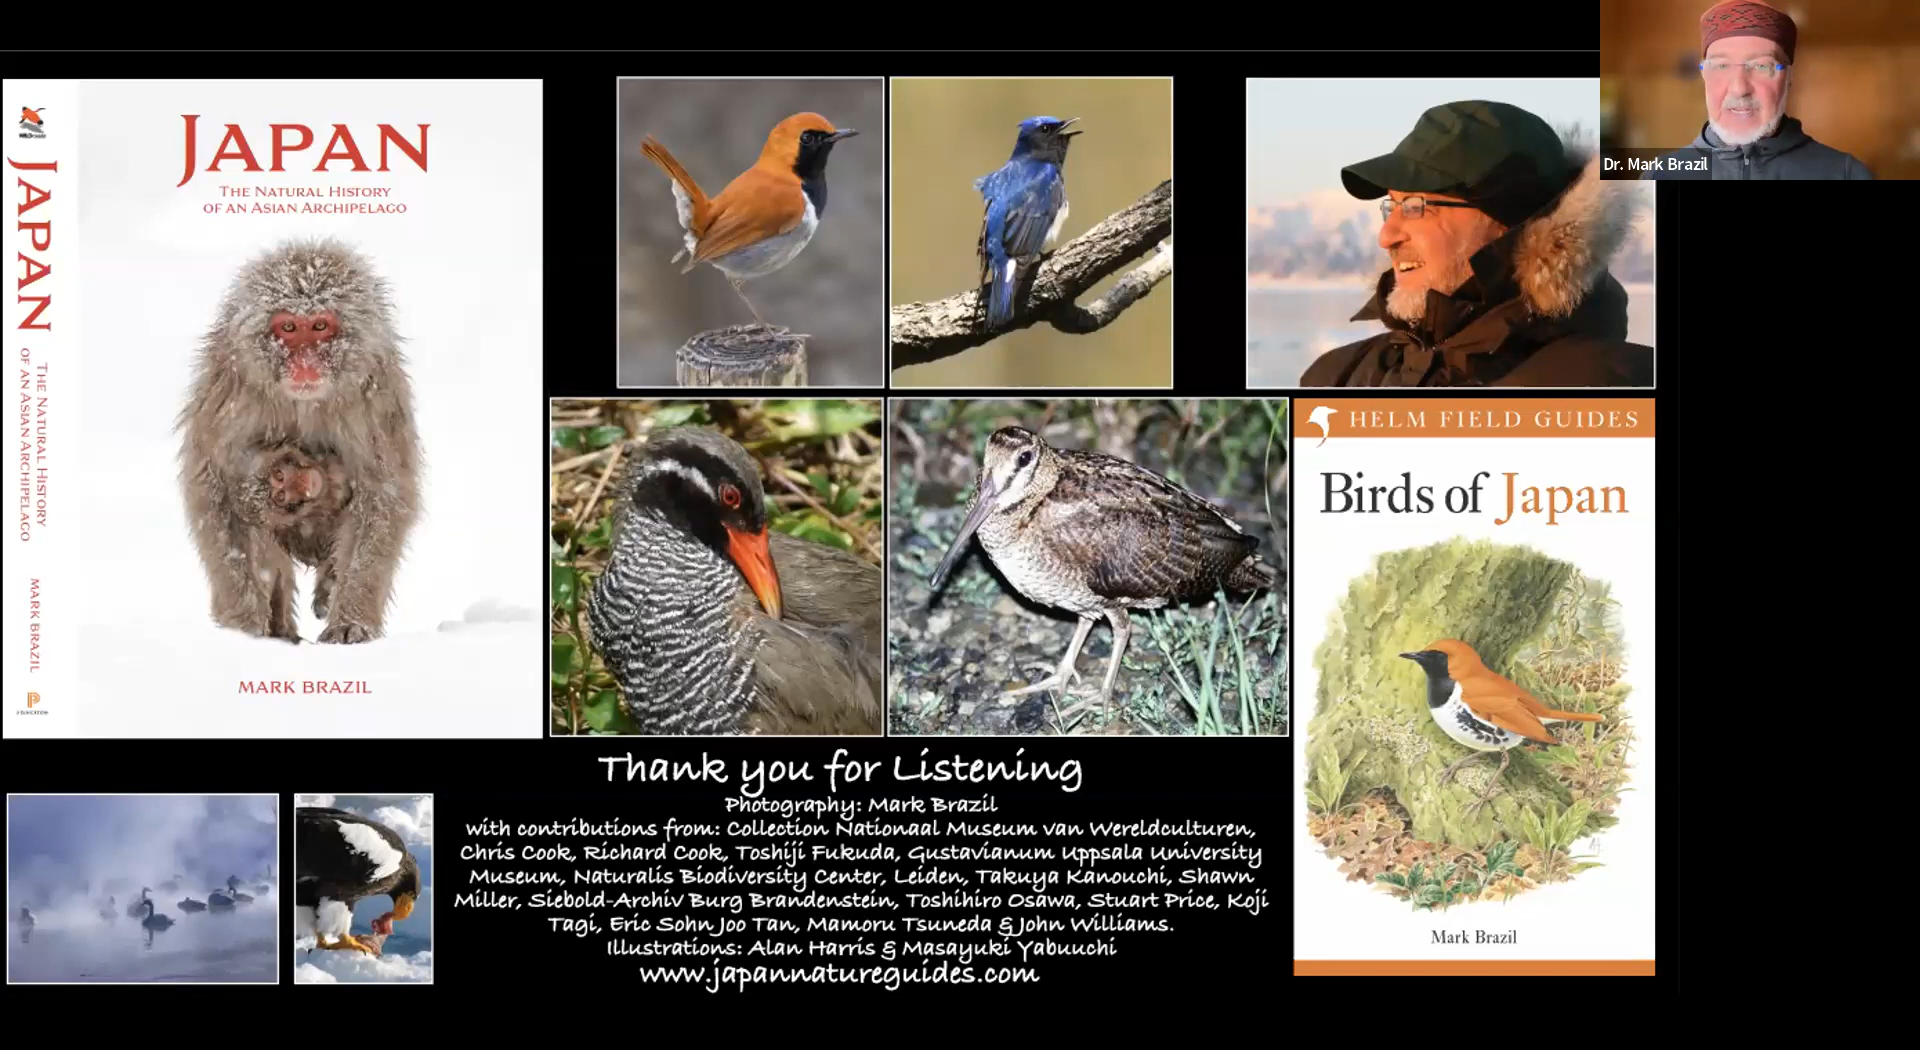 JAPAN
THE NATURAL HISTORY
OF AN ASIAN ARCHIPELAGO
MARK BRAZIL
JAPAN
THE NATURAL HISTORY
OF AN ASIAN ARCHIPELAGO
MARK BRAZIL
Dr. Mark Brazil
HELM FIELD GUIDES
Birds of Japan
Mark Brazil
Thank you for Listening
Photography: Mark Brazil
with contributions from: Collection Nationaal Museum van Wereldculturen,
Chris Cook, Richard Cook, Toshiji Fukuda, Gustavianum Uppsala University
Museum, Naturalis Biodiversity Center, Leiden, Takuya Kanouchi, Shawn
Miller, Siebold-Archiv Burg Brandenstein, Toshihiro Osawa, Stuart Price, Koji
Tagi, Eric Sohn Joo Tan, Mamoru Tsuneda & John Williams.
Illustrations: Alan Harris & Masayuki Yabuuchi
www.japannatureguides.com